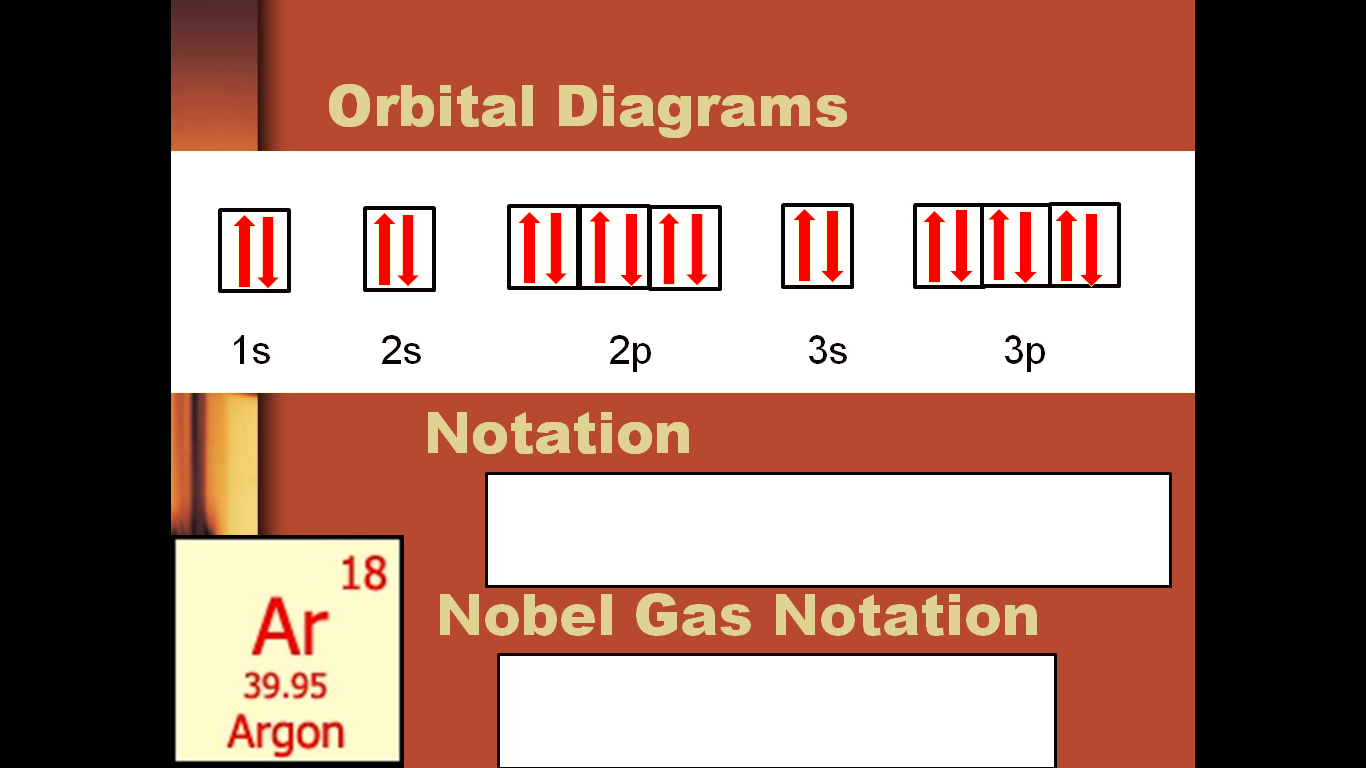 Orbital Diagrams
1s 2s 2p 3s 3p
Notation
Nobel Gas Notation
18
Ar
39.95
Argon